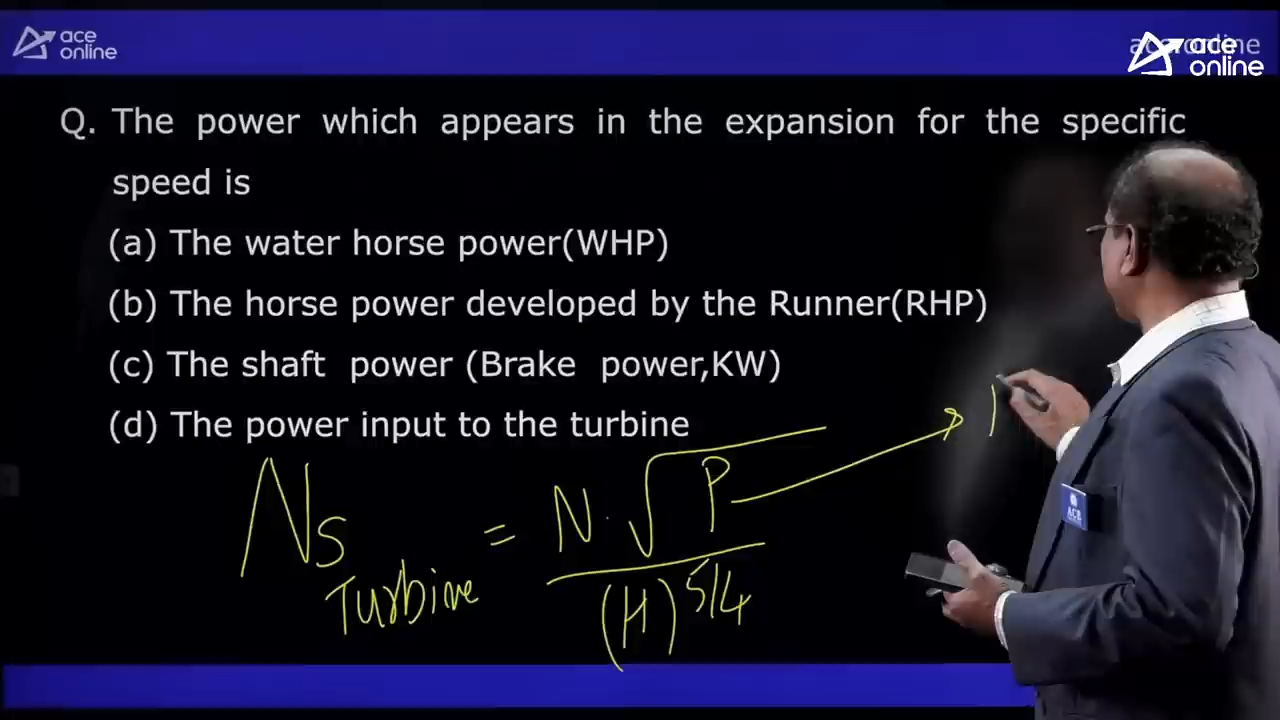 ace
online
ace
online
Q. The power which appears in the expansion for the specific
speed is
(a) The water horse power(WHP)
(b) The horse power developed by the Runner(RHP)
(c) The shaft power (Brake power,KW)
(d) The power input to the turbine
Ns Turbine = N.√P / (H)^5/4
ACE